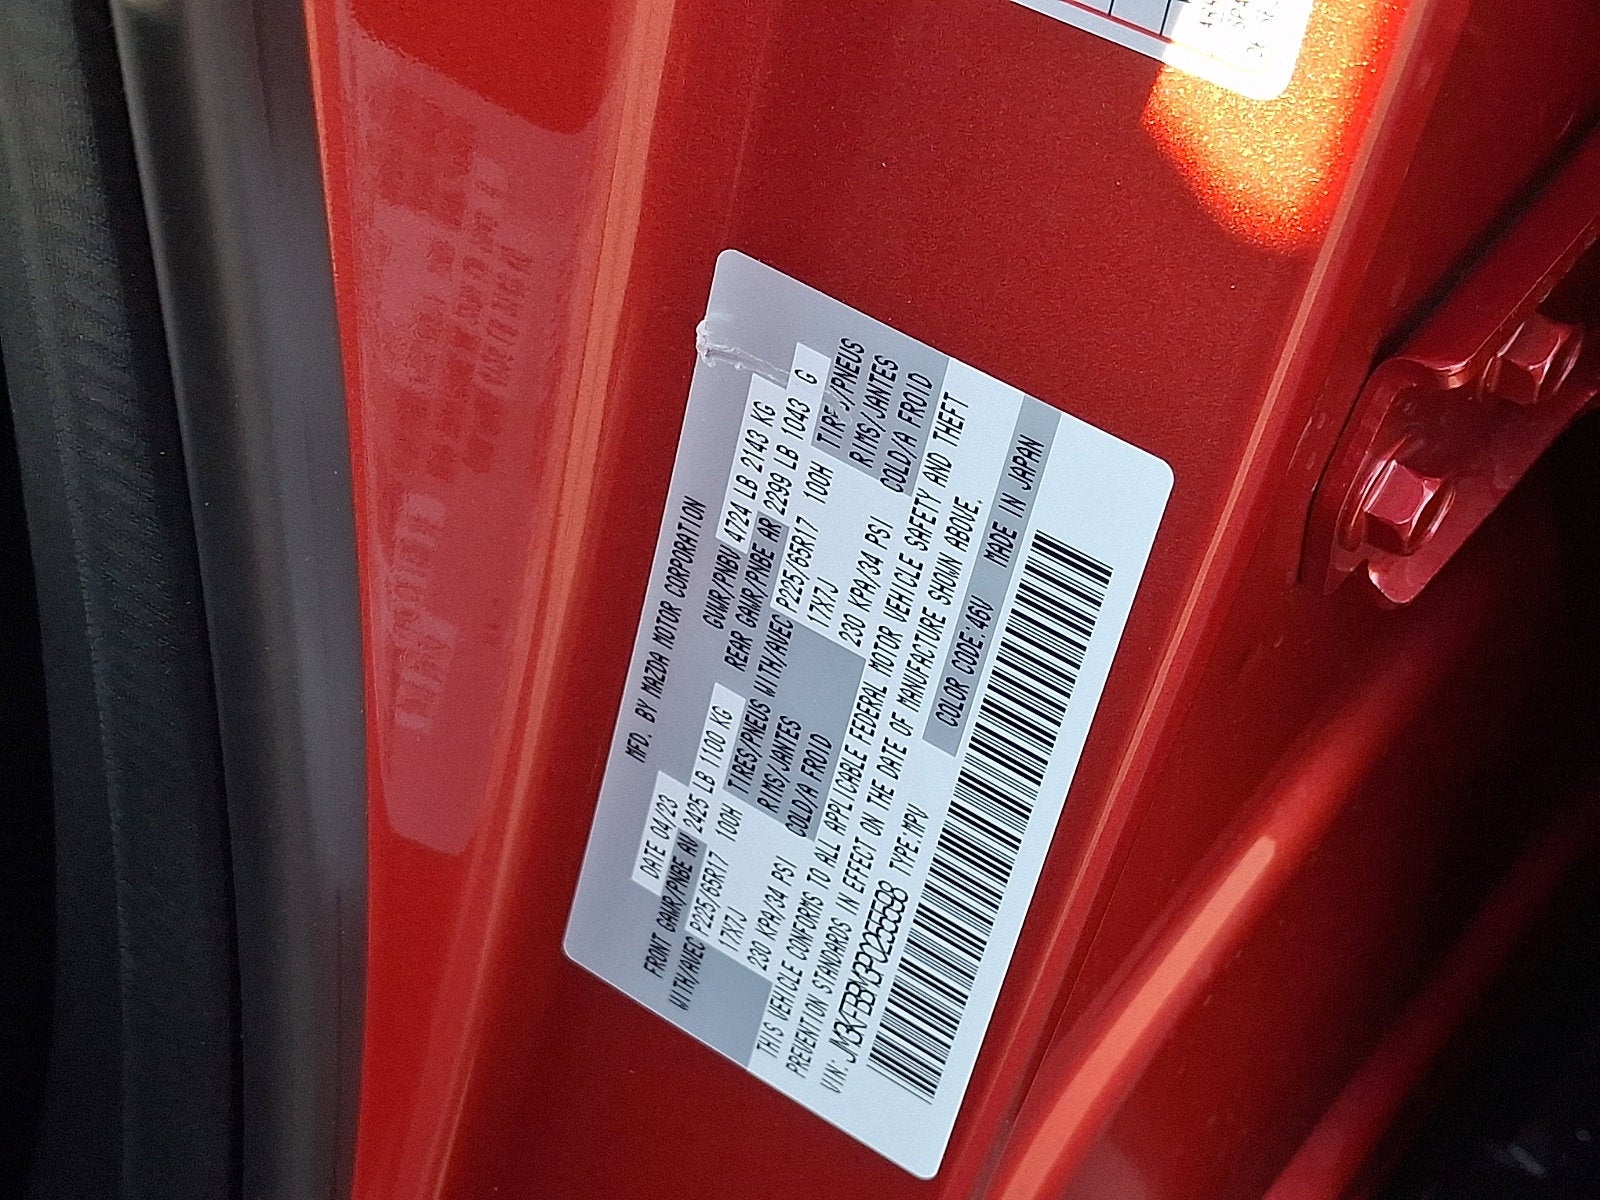 MFD. BY MAZDA MOTOR CORPORATION
DATE 04/23 GVWR/PNBV 4724 LB 2143 KG
FRONT GAWR/PNBE AV 2425 LB 1100 KG REAR GAWR/PNBE AR 2299 LB 1043 G
WITH/AVEC P225/65R17 100H TIRES/PNEUS WITH/AVEC P225/65R17 100H TIRE /PNEUS
17X7J RIMS/JANTES 17X7J RIMS/JANTES
230 KPA/34 PSI COLD/A FROID 230 KPA/34 PSI COLD/A FROID
THIS VEHICLE CONFORMS TO ALL APPLICABLE FEDERAL MOTOR VEHICLE SAFETY AND THEFT
PREVENTION STANDARDS IN EFFECT ON THE DATE OF MANUFACTURE SHOWN ABOVE.
VIN: JM3KFBBM3P0255598 TYPE:MPV COLOR CODE:46V MADE IN JAPAN